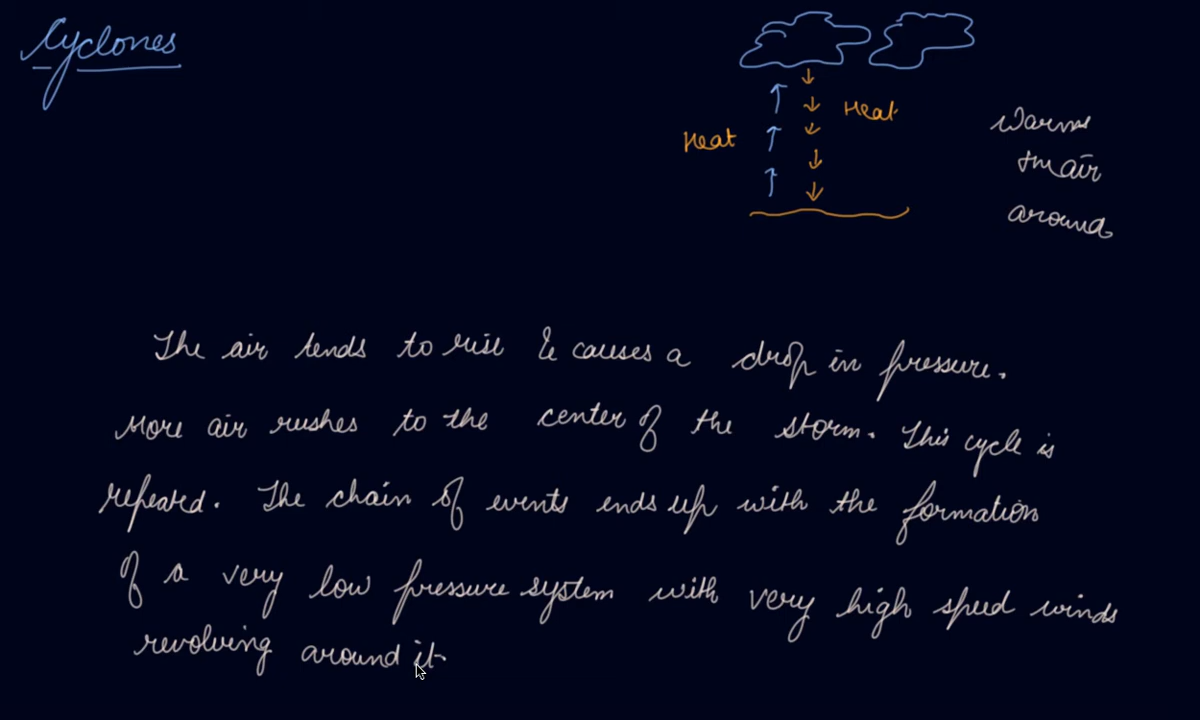 Cyclones
Heat
Heat
Warms
the air
around
The air tends to rise & causes a drop in pressure.
More air rushes to the center of the storm. This cycle is
repeated. The chain of events ends up with the formation
of a very low pressure system with very high speed winds
revolving around it